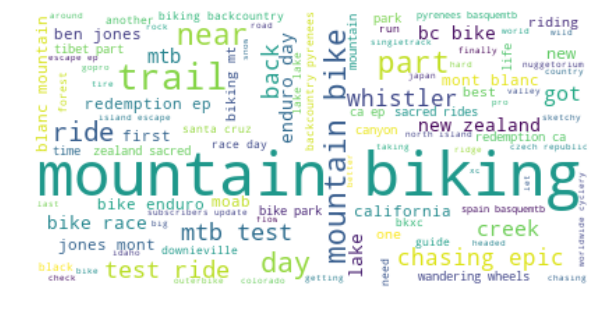 around
another
biking backcountry
near
mountain bike
park
pyrenees basquemtb
rock
road
run
world
wild
ben jones
back
bc bike
riding
tibet part
mtb
enduro day
mountain
singletrack
finally
life
escape ep
snow
part
hard
new
nuggetorium
blanc mountain
gopro
trail
biking mt
lake lake
backcountry pyrenees
japan
valley
country
forest
tire
mont blanc
redemption ep
island escape
whistler
best
pro
got
sketchy
ca ep
sacred rides
ride
first
santa cruz
canyon
new zealand
redemption ca
time
zealand sacred
race day
north island
czech republic
taking
ridge
mountain biking
xc
last
bike enduro
moab
california
spain basquemtb
subscribers update
bike park
bkxc
creek
bike race
big
mtb test
one
worldwide cyclery
jones mont
downieville
lake
guide
headed
idaho
day
chasing epic
black
bike
test ride
need
wandering wheels
chasing
check
outerbike
colorado
getting